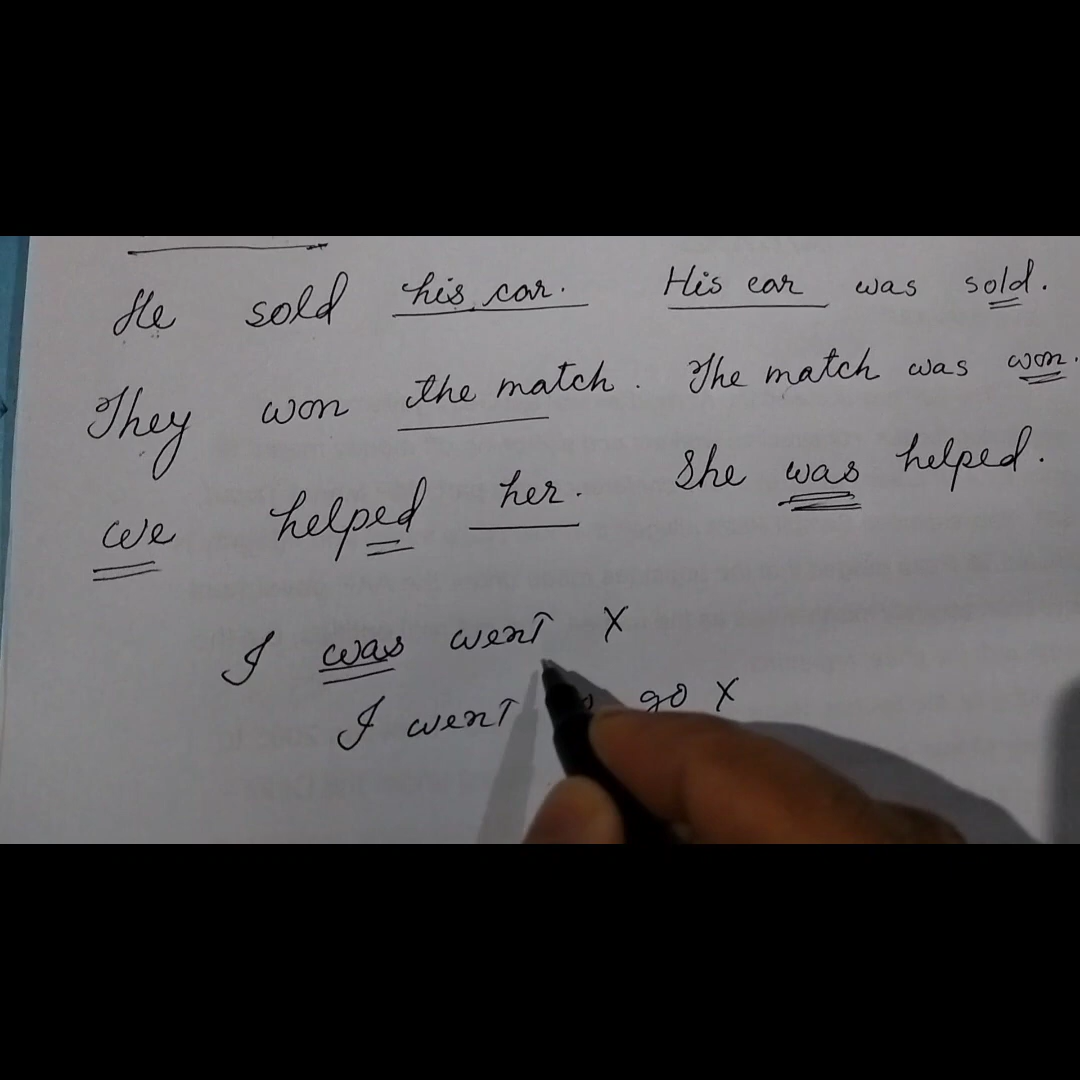 He sold his car. His car was sold.
They won the match. The match was won.
We helped her. She was helped.
I was went X
I went go X